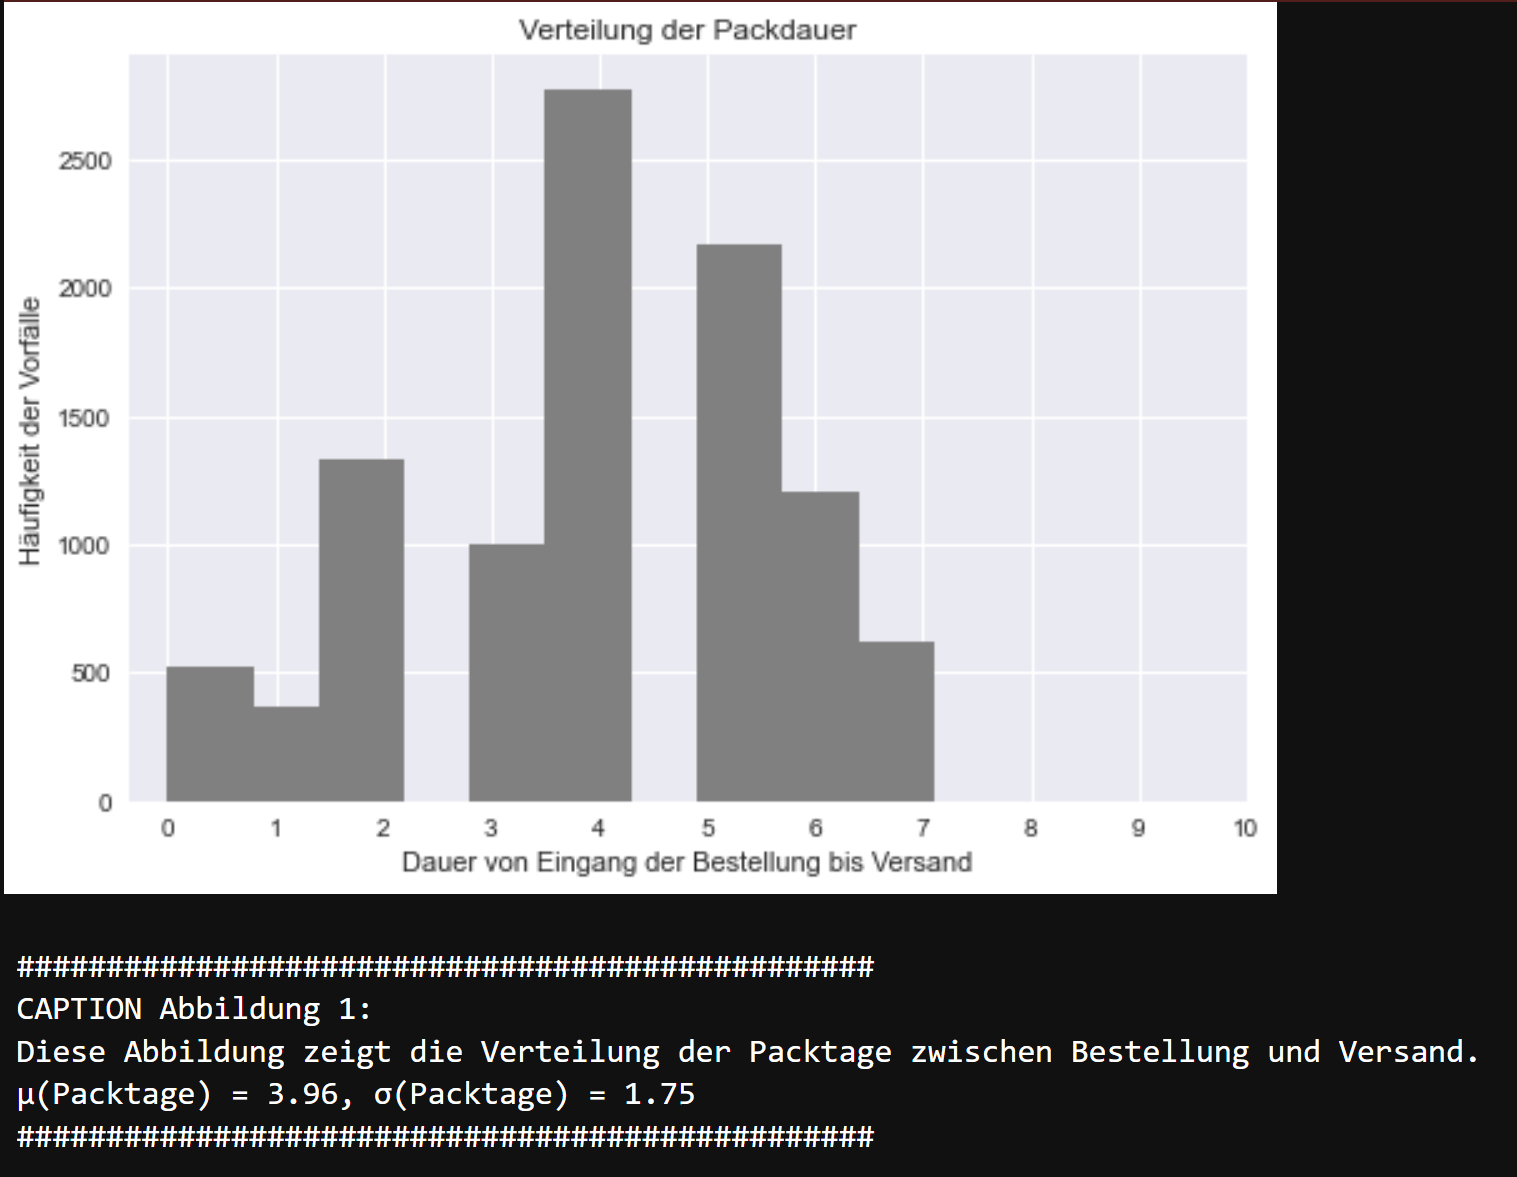 Verteilung der Packdauer
Häufigkeit der Vorfälle
2500
2000
1500
1000
500
0
0 1 2 3 4 5 6 7 8 9 10
Dauer von Eingang der Bestellung bis Versand
################################################
CAPTION Abbildung 1:
Diese Abbildung zeigt die Verteilung der Packtage zwischen Bestellung und Versand.
μ(Packtage) = 3.96, σ(Packtage) = 1.75
################################################